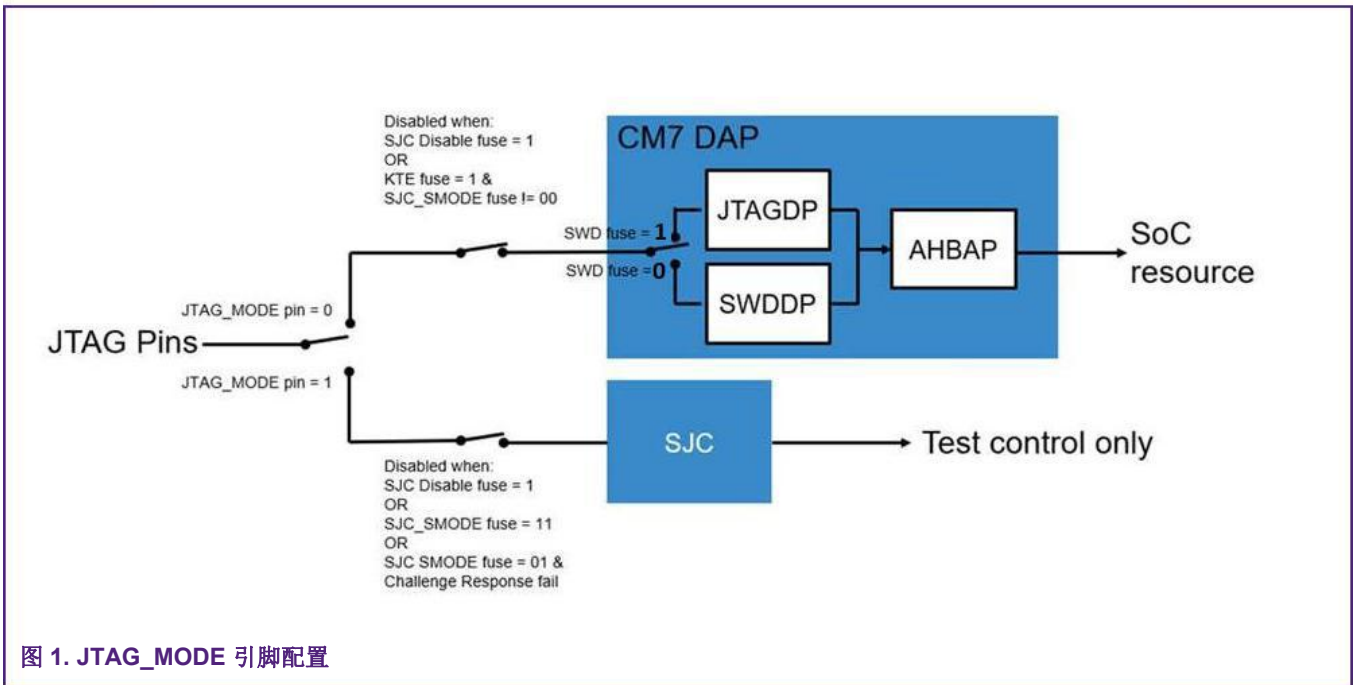 Disabled when:
SJC Disable fuse = 1
OR
KTE fuse = 1 &
SJC_SMODE fuse != 00
CM7 DAP
JTAGDP
SWD fuse = 1
SWD fuse =0
SWDDP
AHBAP
SoC
resource
JTAG_MODE pin = 0
JTAG Pins
JTAG_MODE pin = 1
SJC
Test control only
Disabled when:
SJC Disable fuse = 1
OR
SJC_SMODE fuse = 11
OR
SJC SMODE fuse = 01 &
Challenge Response fail
图 1. JTAG_MODE 引脚配置